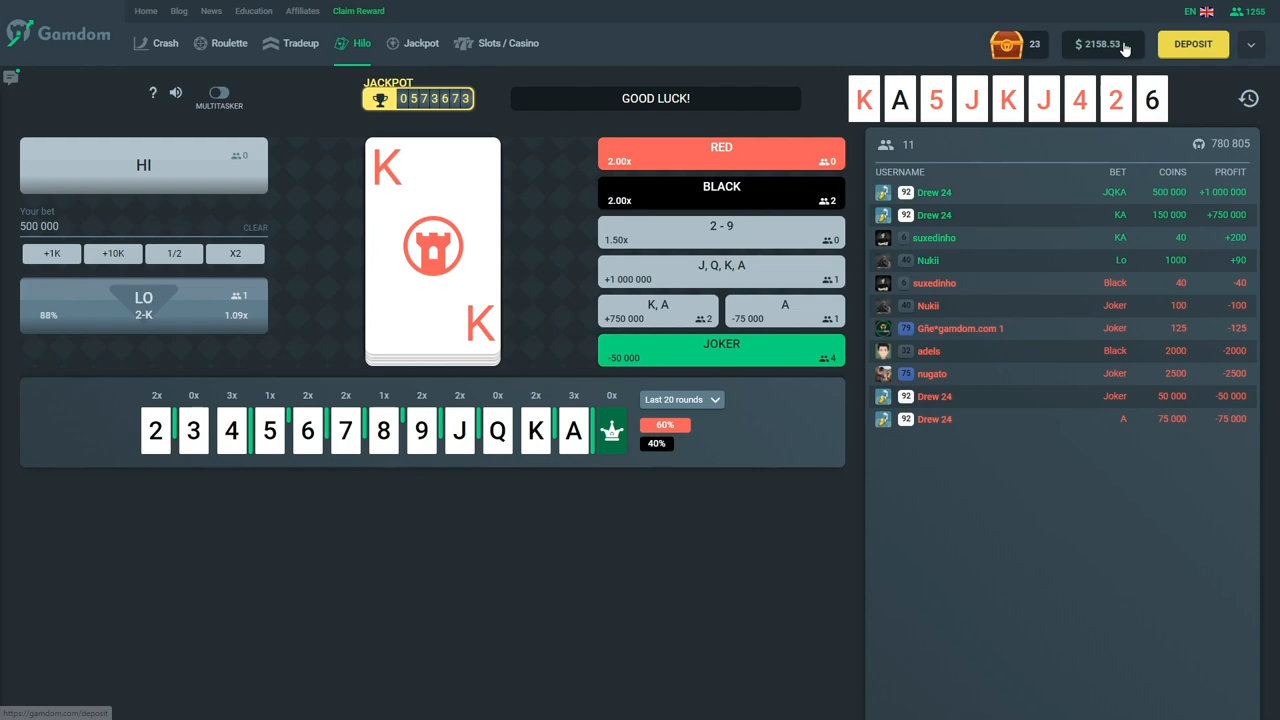 Home Blog News Education Affiliates Claim Reward EN 1255
Gamdom Crash Roulette Tradeup Hilo Jackpot Slots / Casino 23 $ 2158.53 DEPOSIT
? MULTITASKER
JACKPOT
0573673
GOOD LUCK!
K A 5 J K J 4 2 6
HI
0
Your bet
500 000
CLEAR
+1K +10K 1/2 X2
LO
1
88% 2-K 1.09x
K
K
RED
2.00x 0
BLACK
2.00x 2
2 - 9
1.50x 0
J, Q, K, A
+1 000 000 1
K, A
+750 000 2
A
-75 000 1
JOKER
-50 000 4
11 780 805
USERNAME BET COINS PROFIT
92 Drew 24 JQKA 500 000 +1 000 000
92 Drew 24 KA 150 000 +750 000
6 suxedinho KA 40 +200
40 Nukii Lo 1000 +90
6 suxedinho Black 40 -40
40 Nukii Joker 100 -100
79 Gñe*gamdom.com 1 Joker 125 -125
32 adels Black 2000 -2000
75 nugato Joker 2500 -2500
92 Drew 24 Joker 50 000 -50 000
92 Drew 24 A 75 000 -75 000
2x 0x 3x 1x 2x 2x 1x 2x 2x 0x 2x 3x 0x
2 3 4 5 6 7 8 9 J Q K A
Last 20 rounds
60%
40%
https://gamdom.com/deposit